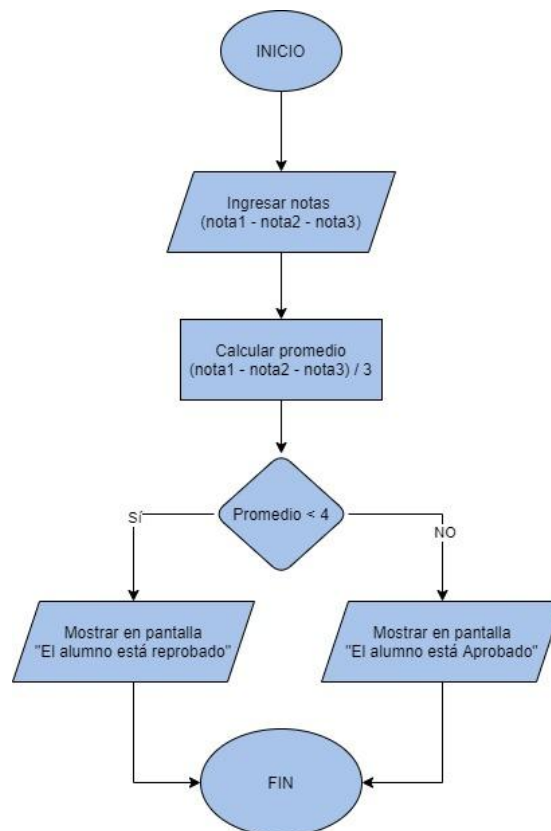 INICIO
Ingresar notas
(nota1 - nota2 - nota3)
Calcular promedio
(nota1 - nota2 - nota3) / 3
Promedio < 4
Sí
NO
Mostrar en pantalla
"El alumno está reprobado"
Mostrar en pantalla
"El alumno está Aprobado"
FIN